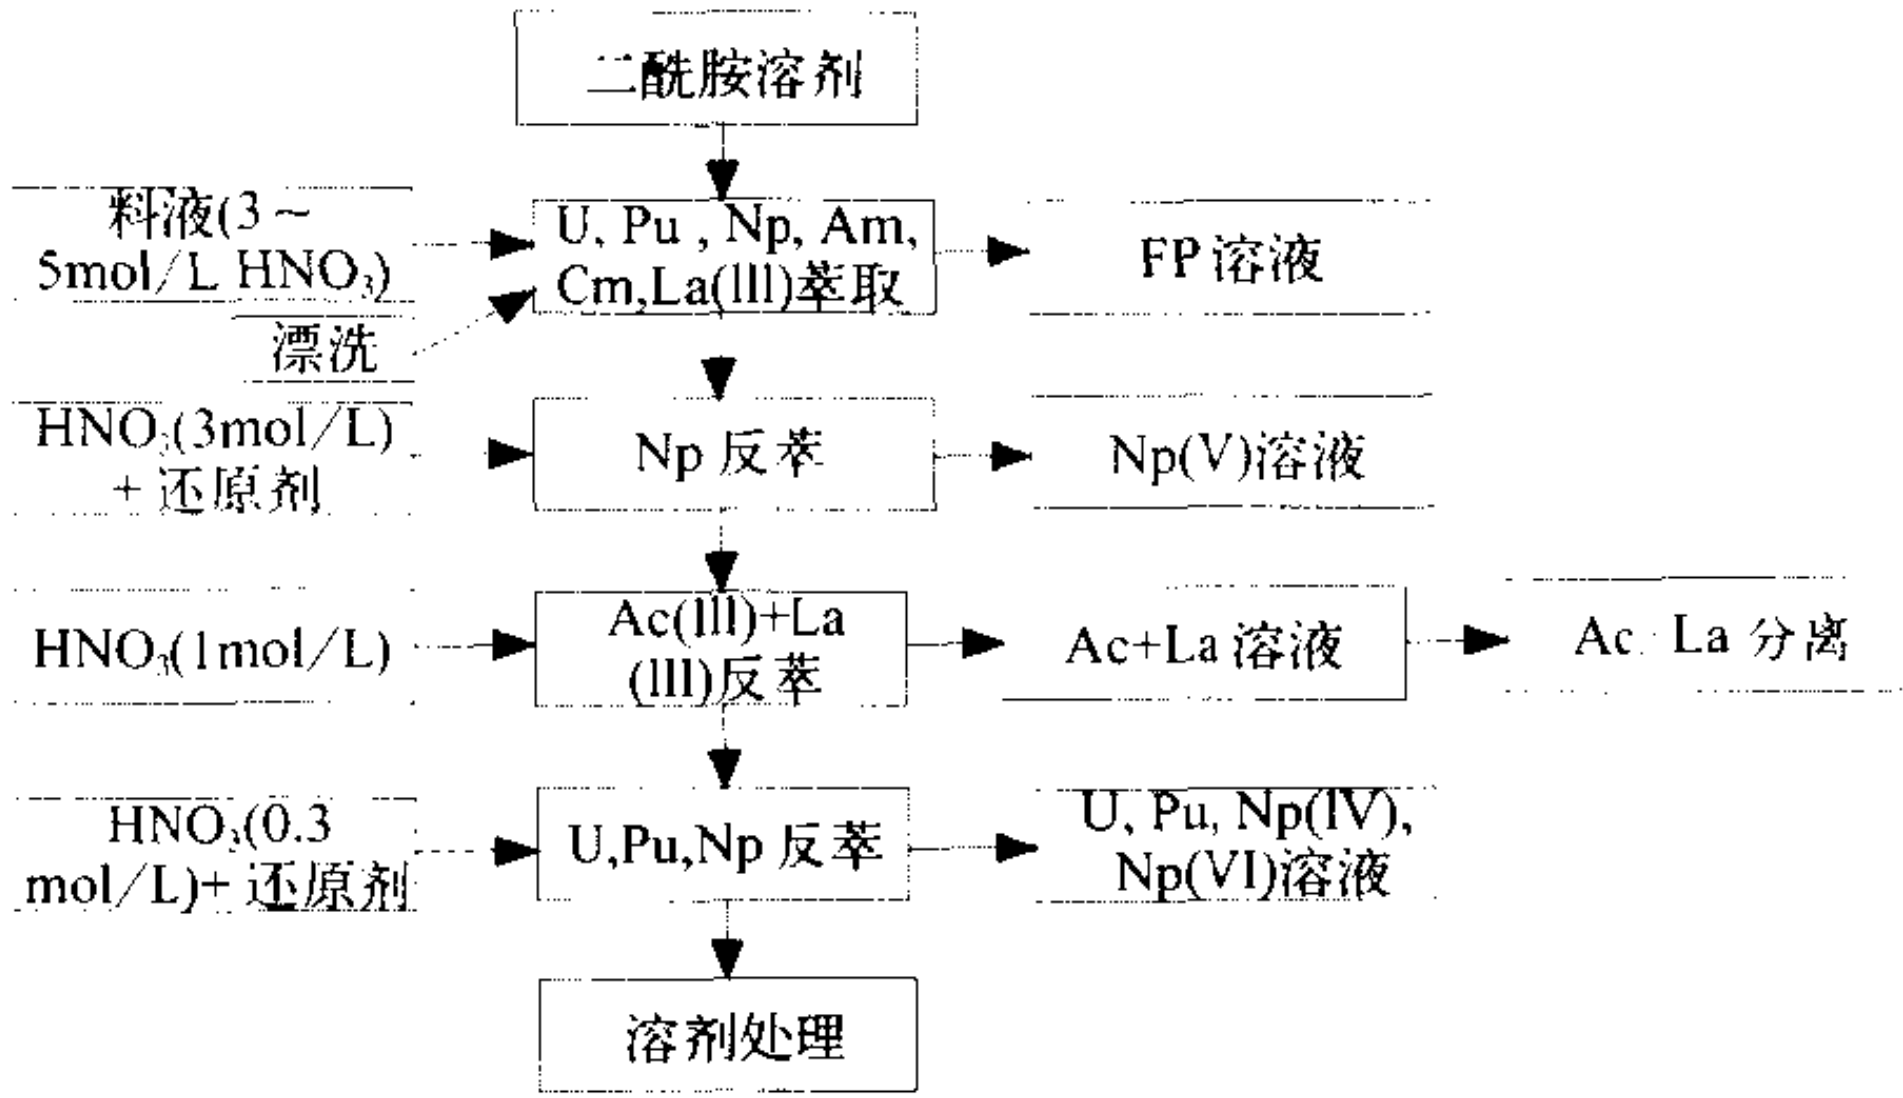 二酰胺溶剂
料液(3～
5mol/L HNO₃)
U, Pu , Np, Am,
Cm,La(III)萃取
FP 溶液
漂洗
HNO₃(3mol/L)
+ 还原剂
Np 反萃
Np(V)溶液
HNO₃(1mol/L)
Ac(III)+La
(III)反萃
Ac+La 溶液
Ac La 分离
HNO₃(0.3
mol/L)+ 还原剂
U,Pu,Np 反萃
U, Pu, Np(IV),
Np(VI)溶液
溶剂处理